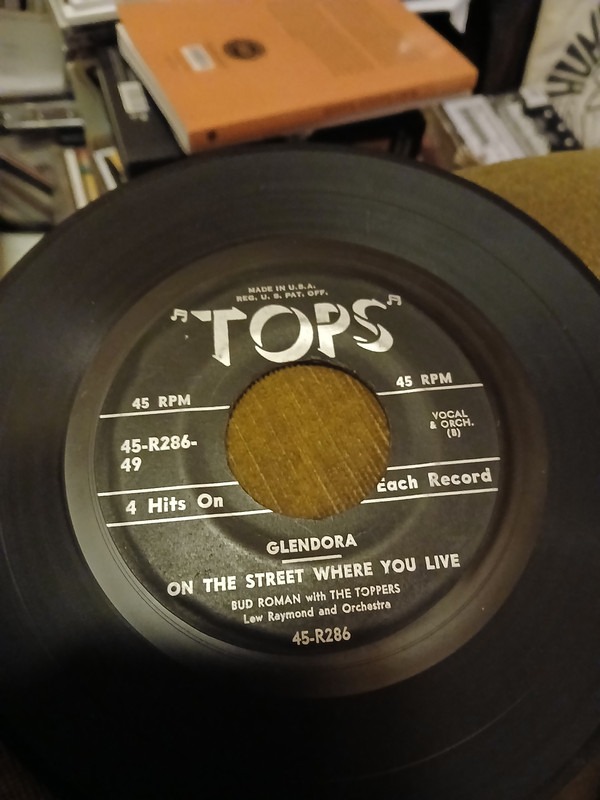 MADE IN U.S.A.
REG. U. S. PAT. OFF.
"TOPS"
45 RPM
45 RPM
45-R286-
49
VOCAL
& ORCH.
(8)
4 Hits On Each Record
GLENDORA
ON THE STREET WHERE YOU LIVE
BUD ROMAN with THE TOPPERS
Lew Raymond and Orchestra
45-R286